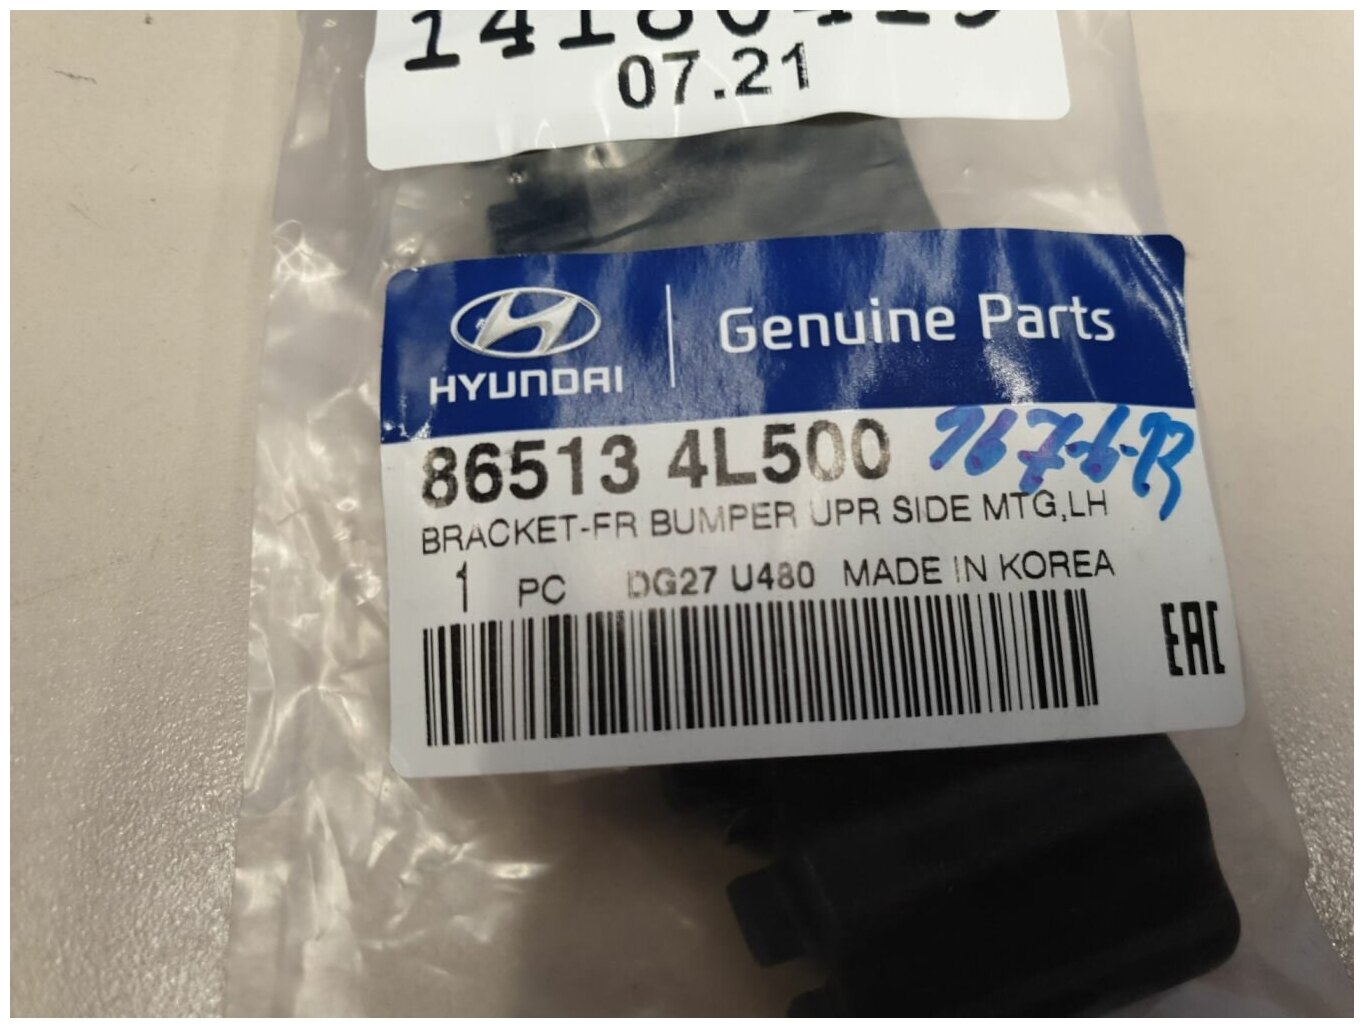 14180419
07.21
HYUNDAI
Genuine Parts
86513 4L500
BRACKET-FR BUMPER UPR SIDE MTG,LH
1 PC DG27 U480 MADE IN KOREA
EAC